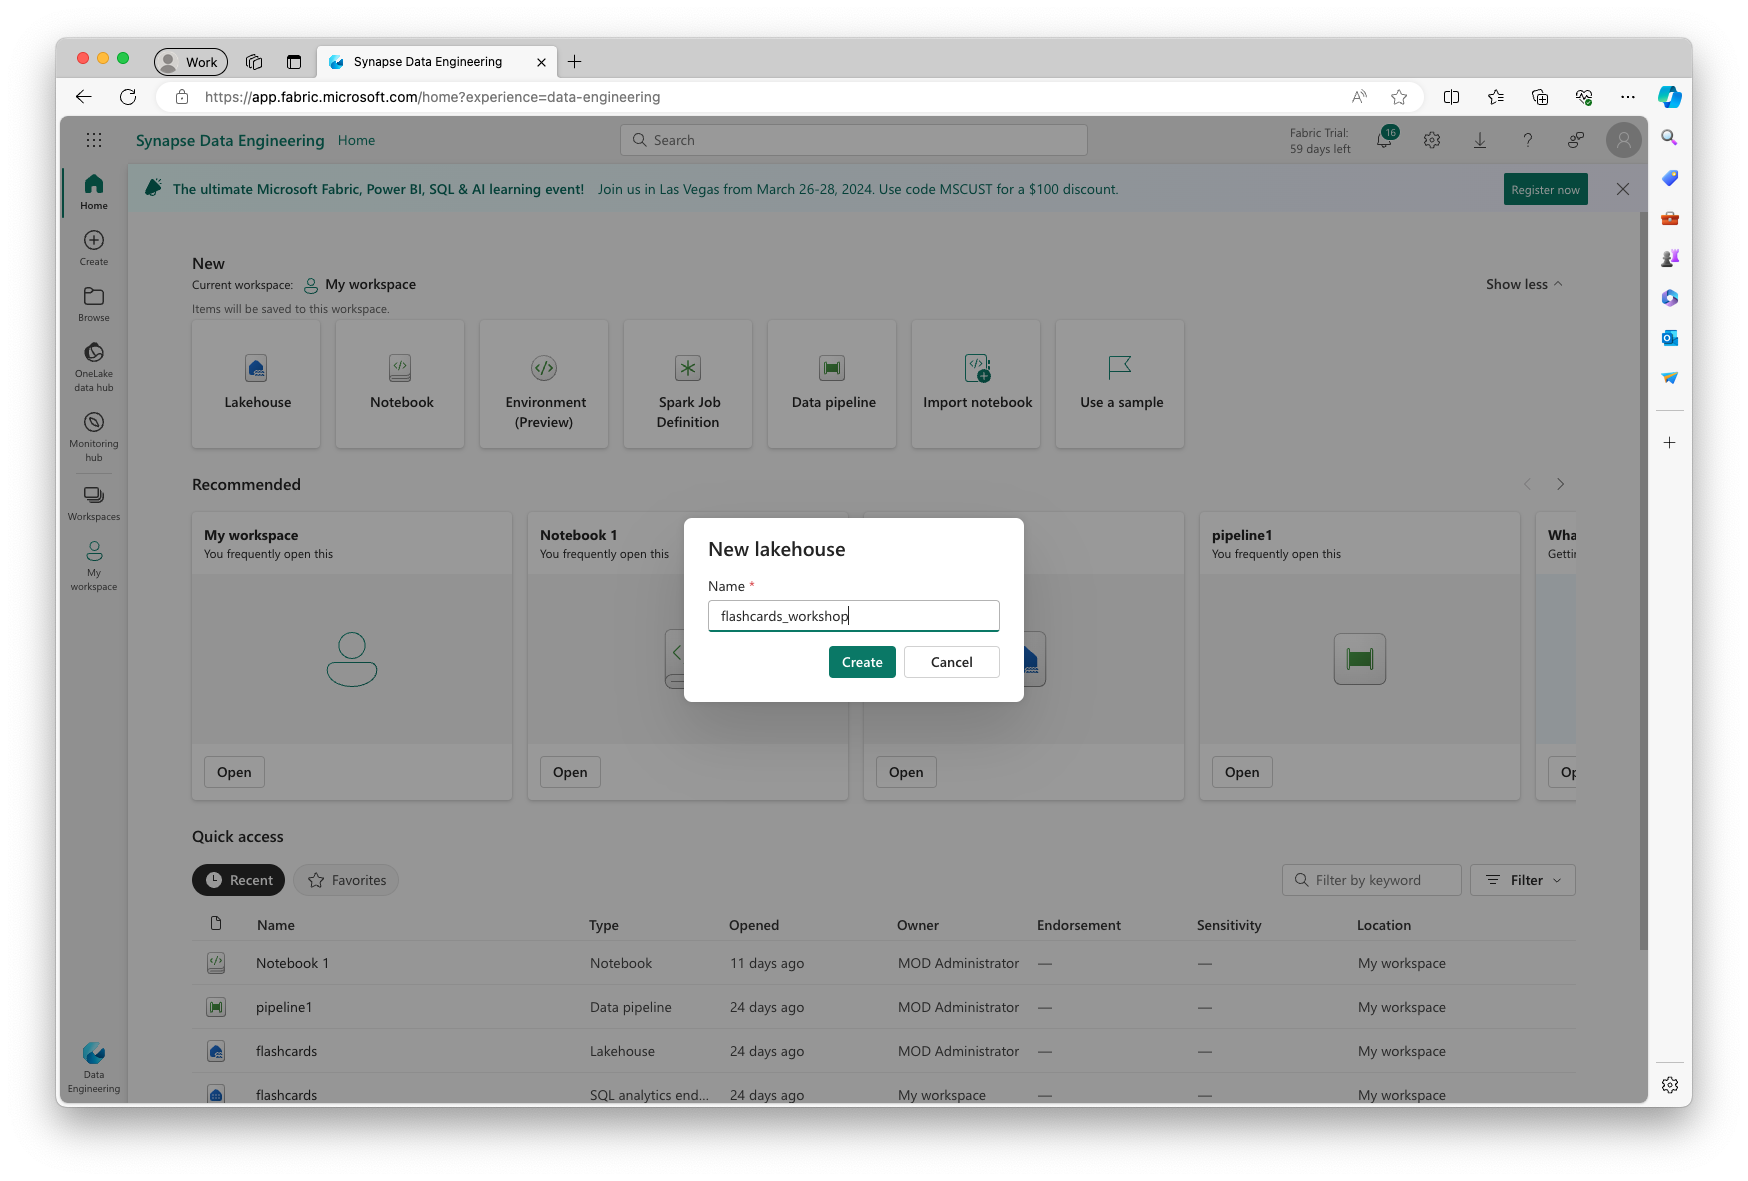 Work
Synapse Data Engineering
https://app.fabric.microsoft.com/home?experience=data-engineering
Synapse Data Engineering Home
Search
Fabric Trial:
59 days left
16
The ultimate Microsoft Fabric, Power BI, SQL & AI learning event! Join us in Las Vegas from March 26-28, 2024. Use code MSCUST for a $100 discount.
Register now
Home
Create
Browse
OneLake
data hub
Monitoring
hub
Workspaces
My
workspace
Data
Engineering
New
Current workspace: My workspace
Items will be saved to this workspace.
Show less
Lakehouse
Notebook
Environment
(Preview)
Spark Job
Definition
Data pipeline
Import notebook
Use a sample
Recommended
My workspace
You frequently open this
Open
Notebook 1
You frequently open this
Open
Open
pipeline1
You frequently open this
Open
New lakehouse
Name *
flashcards_workshop
Create
Cancel
Quick access
Recent
Favorites
Filter by keyword
Filter
Name Type Opened Owner Endorsement Sensitivity Location
Notebook 1 Notebook 11 days ago MOD Administrator — — My workspace
pipeline1 Data pipeline 24 days ago MOD Administrator — — My workspace
flashcards Lakehouse 24 days ago MOD Administrator — — My workspace
flashcards SQL analytics end... 24 days ago My workspace — — My workspace